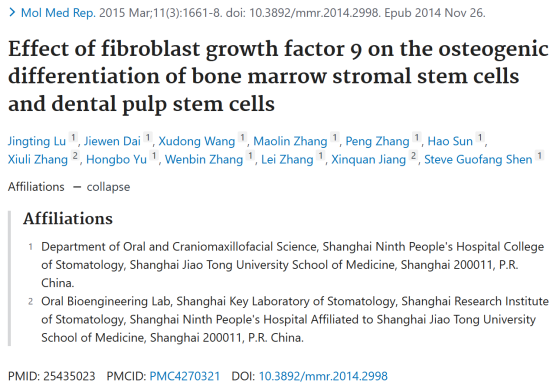 > Mol Med Rep. 2015 Mar;11(3):1661-8. doi: 10.3892/mmr.2014.2998. Epub 2014 Nov 26.
Effect of fibroblast growth factor 9 on the osteogenic
differentiation of bone marrow stromal stem cells
and dental pulp stem cells
Jingting Lu 1, Jiewen Dai 1, Xudong Wang 1, Maolin Zhang 1, Peng Zhang 1, Hao Sun 1,
Xiuli Zhang 2, Hongbo Yu 1, Wenbin Zhang 1, Lei Zhang 1, Xinquan Jiang 2, Steve Guofang Shen 1
Affiliations — collapse
Affiliations
1 Department of Oral and Craniomaxillofacial Science, Shanghai Ninth People's Hospital College
of Stomatology, Shanghai Jiao Tong University School of Medicine, Shanghai 200011, P.R.
China.
2 Oral Bioengineering Lab, Shanghai Key Laboratory of Stomatology, Shanghai Research Institute
of Stomatology, Shanghai Ninth People's Hospital Affiliated to Shanghai Jiao Tong University
School of Medicine, Shanghai 200011, P.R. China.
PMID: 25435023 PMCID: PMC4270321 DOI: 10.3892/mmr.2014.2998